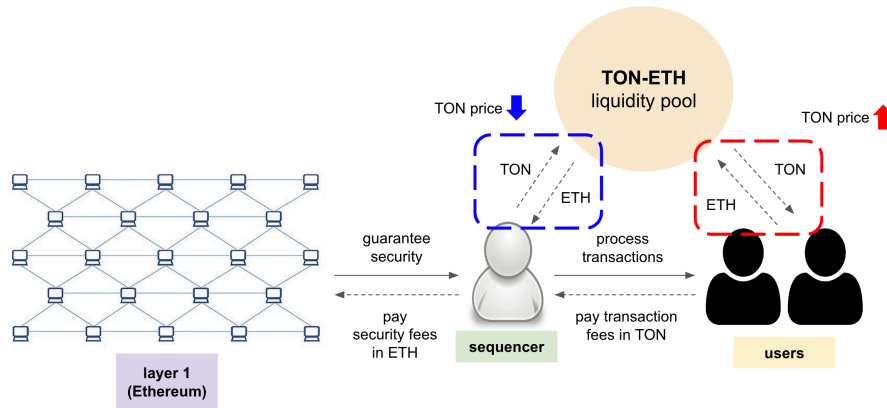 TON-ETH
liquidity pool
TON price
TON price
TON
ETH
TON
ETH
guarantee
security
process
transactions
pay
security fees
in ETH
pay transaction
fees in TON
sequencer
users
layer 1
(Ethereum)